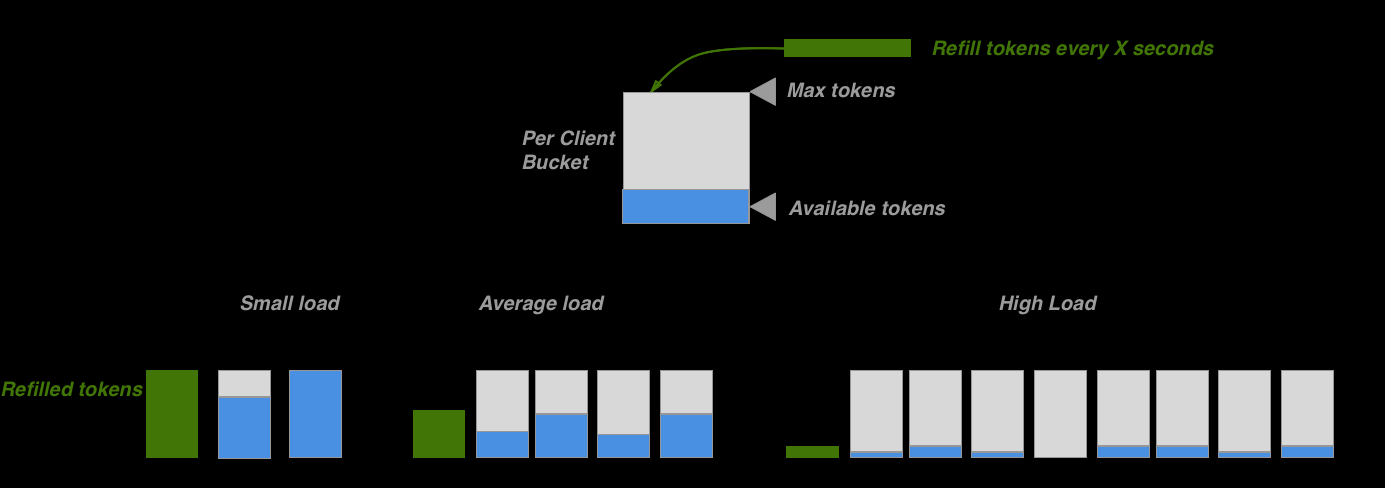 Refill tokens every X seconds
Max tokens
Per Client
Bucket
Available tokens
Small load
Average load
High Load
Refilled tokens